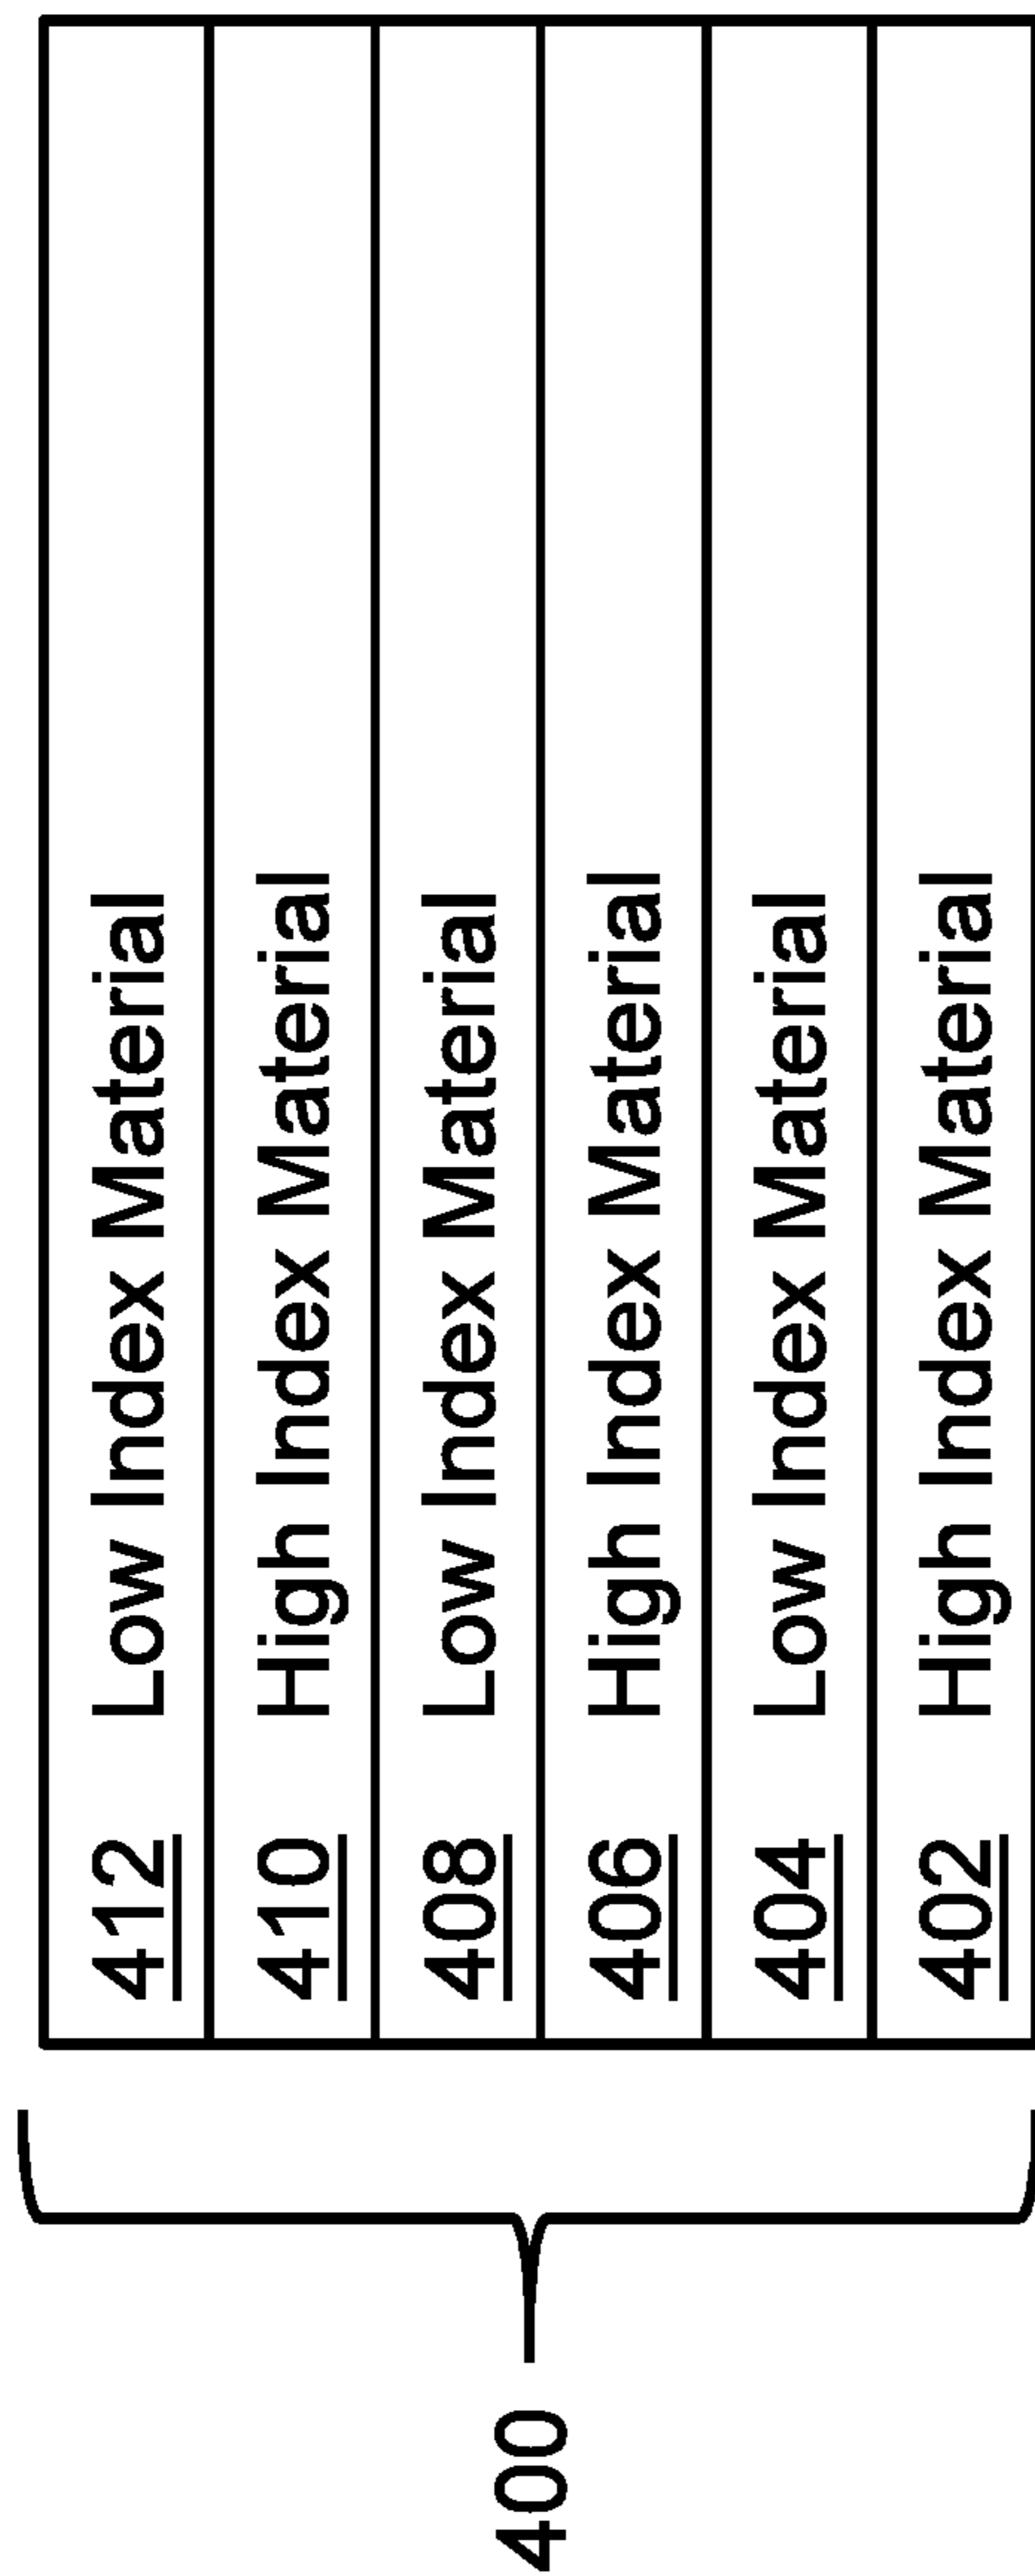 412 Low Index Material
410 High Index Material
408 Low Index Material
406 High Index Material
404 Low Index Material
402 High Index Material
400